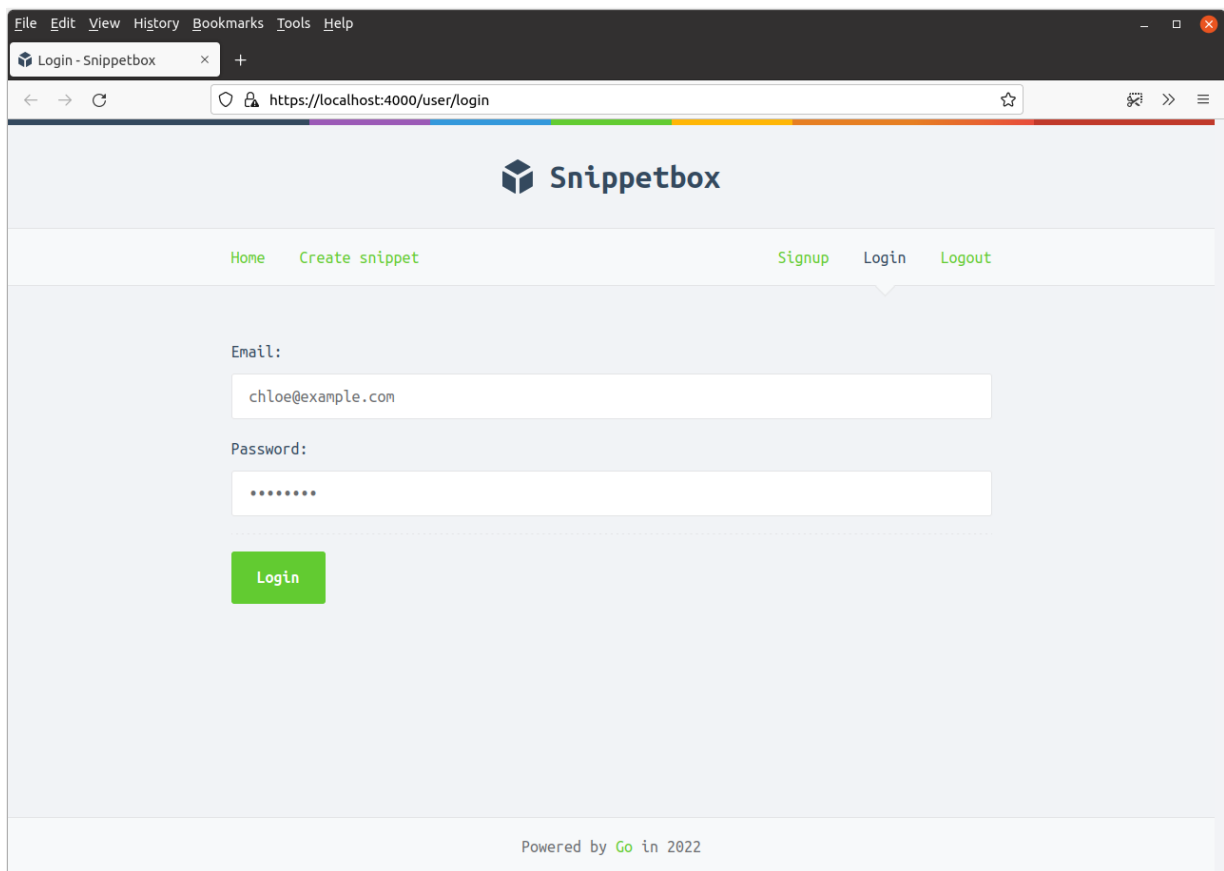 File Edit View History Bookmarks Tools Help
Login - Snippetbox
https://localhost:4000/user/login
Snippetbox
Home Create snippet Signup Login Logout
Email:
chloe@example.com
Password:
••••••••
Login
Powered by Go in 2022